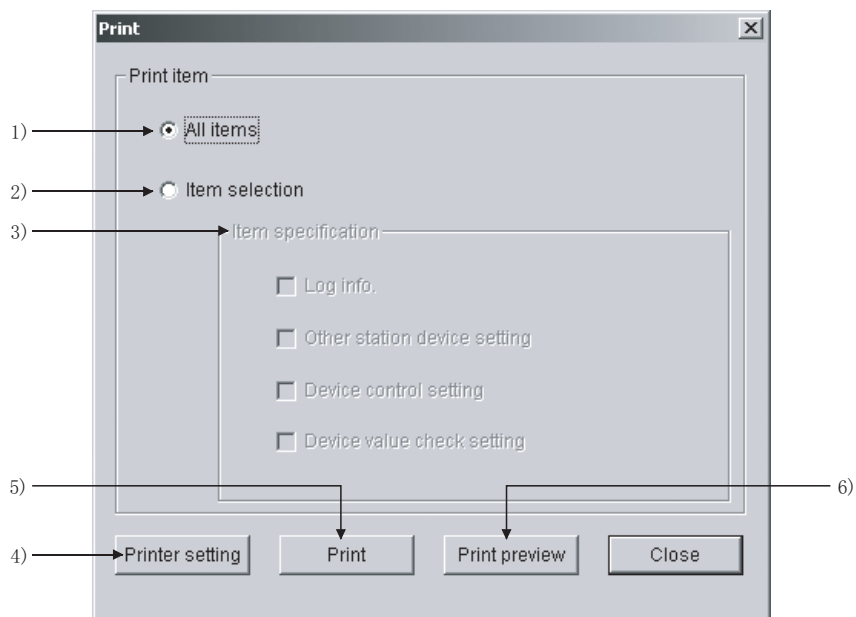 Print
Print item
1) All items
2) Item selection
3) Item specification
Log info.
Other station device setting
Device control setting
Device value check setting
5) 6)
4) Printer setting Print Print preview Close